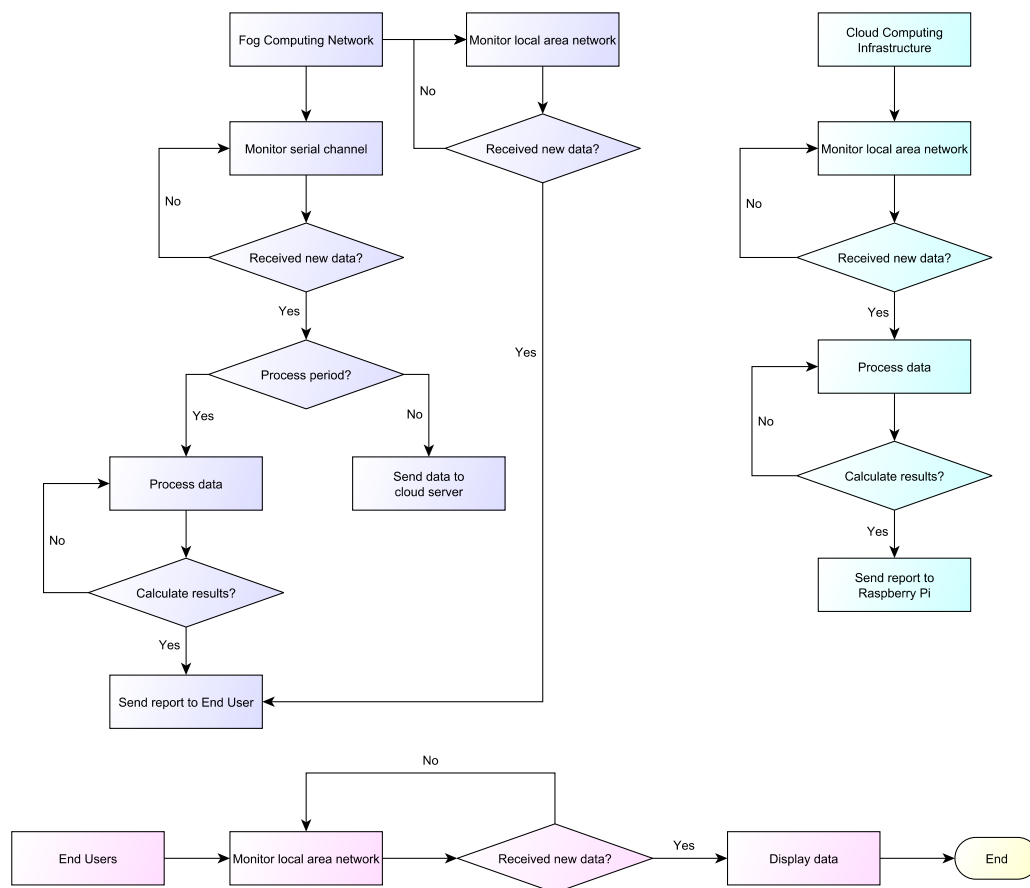 Fog Computing Network
Monitor local area network
No
Received new data?
Monitor serial channel
No
Received new data?
Yes
Process period?
Yes
No
Yes
Process data
Send data to
cloud server
No
Calculate results?
Yes
Send report to End User
Cloud Computing
Infrastructure
Monitor local area network
No
Received new data?
Yes
Process data
No
Calculate results?
Yes
Send report to
Raspberry Pi
No
End Users
Monitor local area network
Received new data?
Yes
Display data
End